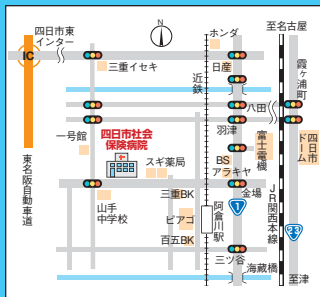 四日市東
インター
IC
東名阪自動車道
三重イセキ
N
ホンダ
日産
近鉄
至名古屋
霞ヶ浦町
八田
羽津
富士電機
四日市
ドーム
一号館
四日市社会
保険病院
スギ薬局
BS
アラキヤ
金場
三重BK
山手
中学校
ピアゴ
百五BK
阿倉川駅
1
JR関西本線
23
三ツ谷
海蔵橋
至津